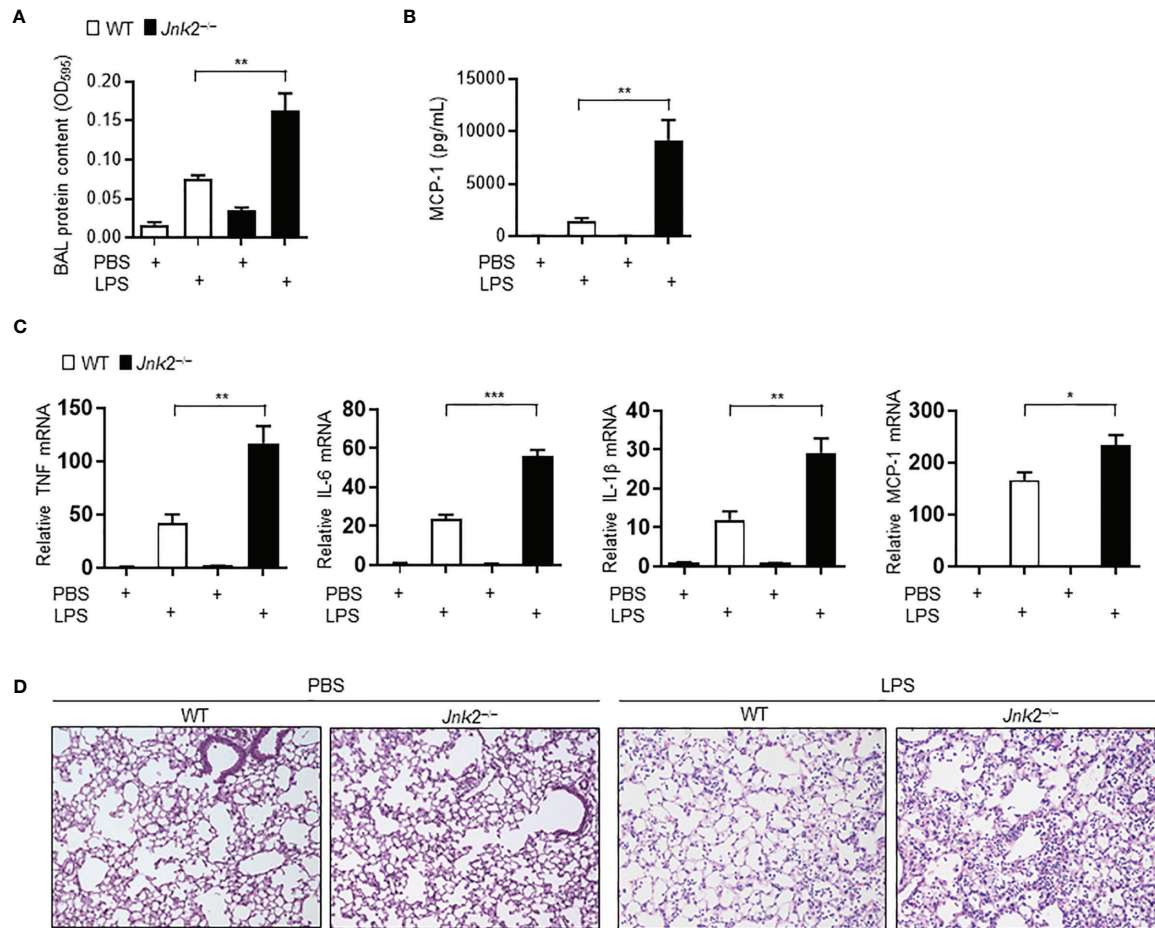 A
WT Jnk2−/−
BAL protein content (OD595)
0.20
0.15
0.10
0.05
0.00
**
PBS + +
LPS + +
B
MCP-1 (pg/mL)
15000
10000
5000
0
**
PBS + +
LPS + +
C
WT Jnk2−/−
Relative TNF mRNA
150
100
50
0
**
PBS + +
LPS + +
Relative IL-6 mRNA
60
40
20
0
***
PBS + +
LPS + +
Relative IL-1β mRNA
40
30
20
10
0
**
PBS + +
LPS + +
Relative MCP-1 mRNA
300
200
100
0
*
PBS + +
LPS + +
D
PBS LPS
WT Jnk2−/− WT Jnk2−/−